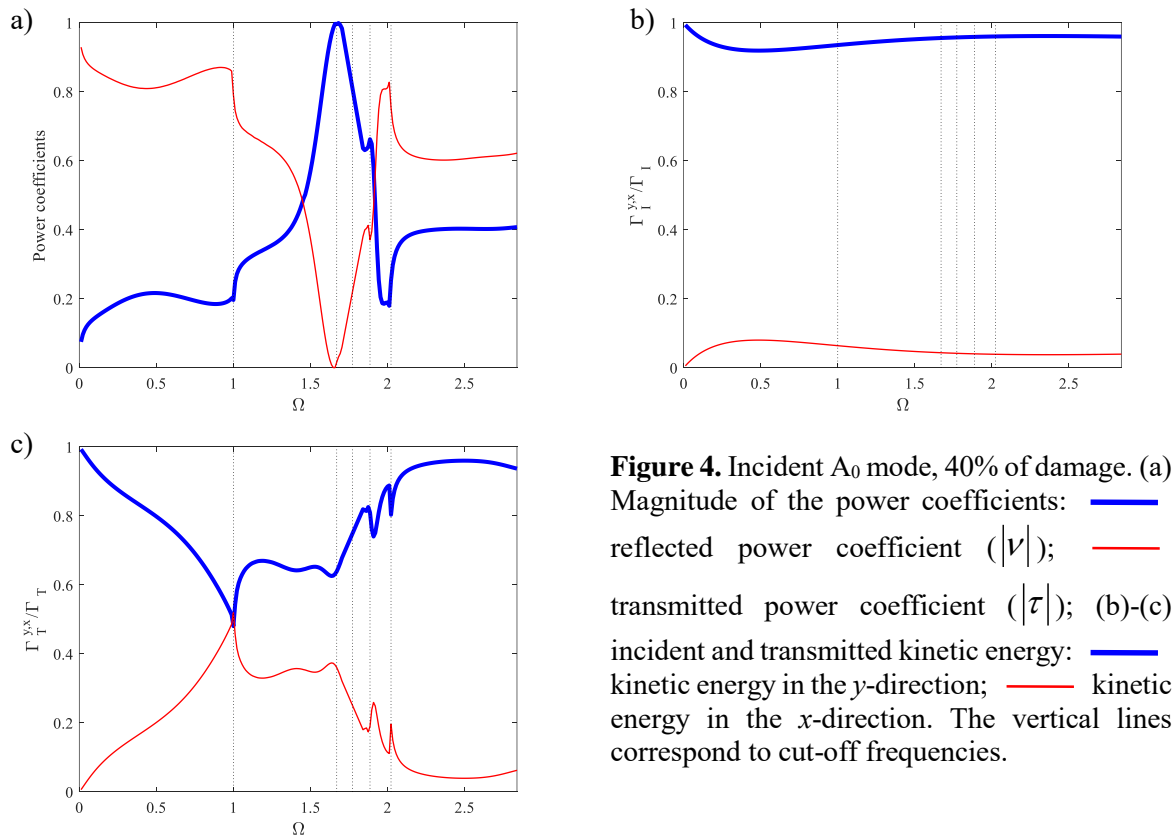 a)
Power coefficients
1
0.8
0.6
0.4
0.2
0
0 0.5 1 1.5 2 2.5
Ω
b)
Γ_I^{y,x}/Γ_I
1
0.8
0.6
0.4
0.2
0
0 0.5 1 1.5 2 2.5
Ω
c)
Γ_T^{y,x}/Γ_T
1
0.8
0.6
0.4
0.2
0
0 0.5 1 1.5 2 2.5
Ω
Figure 4. Incident A₀ mode, 40% of damage. (a)
Magnitude of the power coefficients:
reflected power coefficient (|ν|);
transmitted power coefficient (|τ|); (b)-(c)
incident and transmitted kinetic energy:
kinetic energy in the y-direction; kinetic
energy in the x-direction. The vertical lines
correspond to cut-off frequencies.